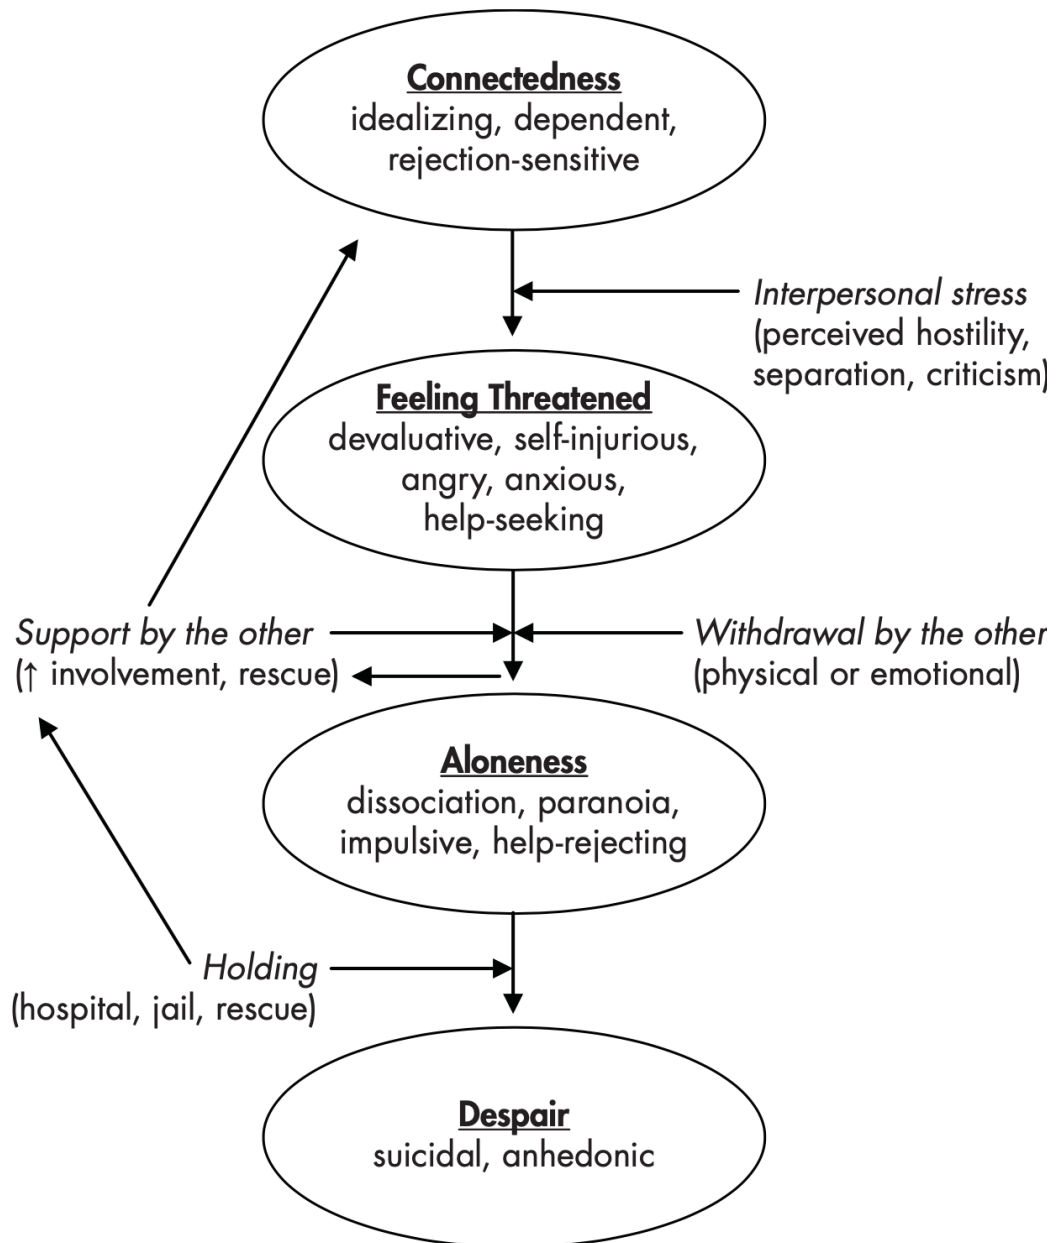 Connectedness
idealizing, dependent,
rejection-sensitive
Interpersonal stress
(perceived hostility,
separation, criticism)
Feeling Threatened
devaluative, self-injurious,
angry, anxious,
help-seeking
Support by the other
(↑ involvement, rescue)
Withdrawal by the other
(physical or emotional)
Aloneness
dissociation, paranoia,
impulsive, help-rejecting
Holding
(hospital, jail, rescue)
Despair
suicidal, anhedonic